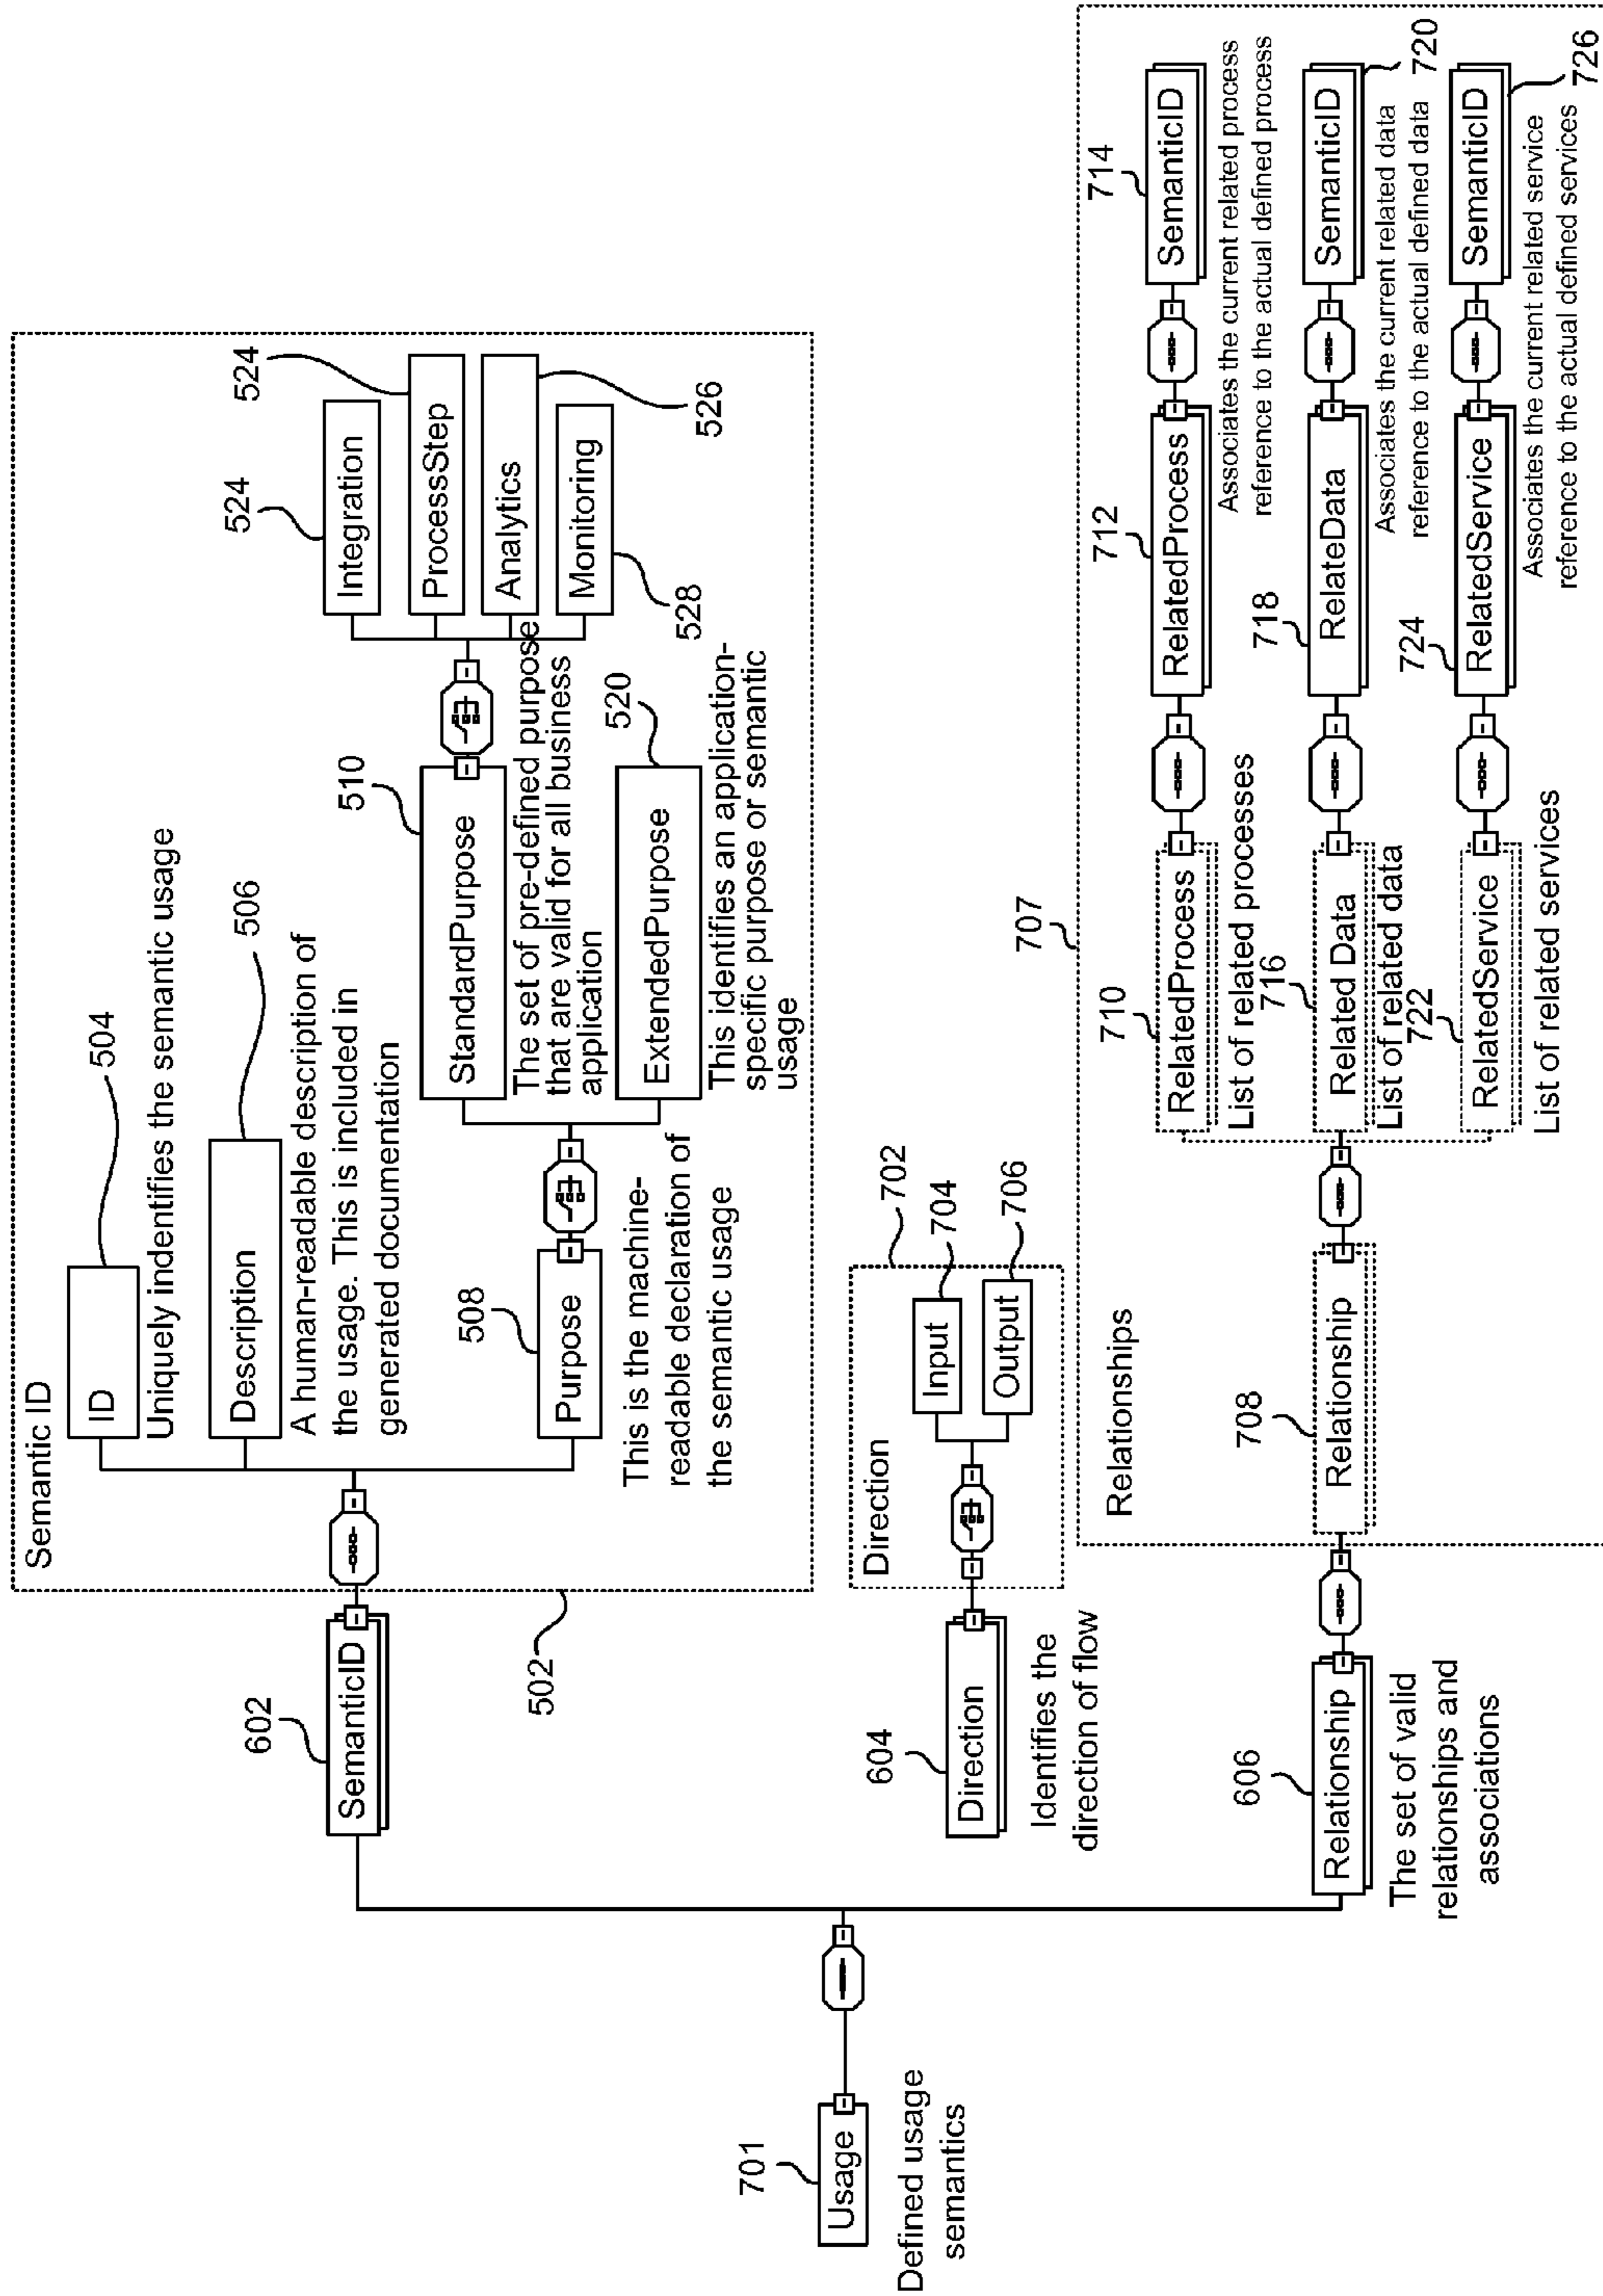 701
Usage
Defined usage
semantics
602
SemanticID
502
Semantic ID
504
ID
Uniquely indentifies the semantic usage
506
Description
A human-readable description of
the usage. This is included in
generated documentation
508
Purpose
This is the machine-
readable declaration of
the semantic usage
510
StandardPurpose
The set of pre-defined purpose
that are valid for all business
application
520
ExtendedPurpose
This identifies an application-
specific purpose or semantic
usage
524
Integration
524
ProcessStep
Analytics
526
Monitoring
528
604
Direction
Identifies the
direction of flow
Direction
702
Input
704
Output
706
606
Relationship
The set of valid
relationships and
associations
707
Relationships
708
Relationship
710
RelatedProcess
List of related processes
712
RelatedProcess
714
SemanticID
Associates the current related process
reference to the actual defined process
716
Related Data
List of related data
718
RelateData
SemanticID
720
Associates the current related data
reference to the actual defined data
722
RelatedService
List of related services
724
RelatedService
SemanticID
726
Associates the current related service
reference to the actual defined services